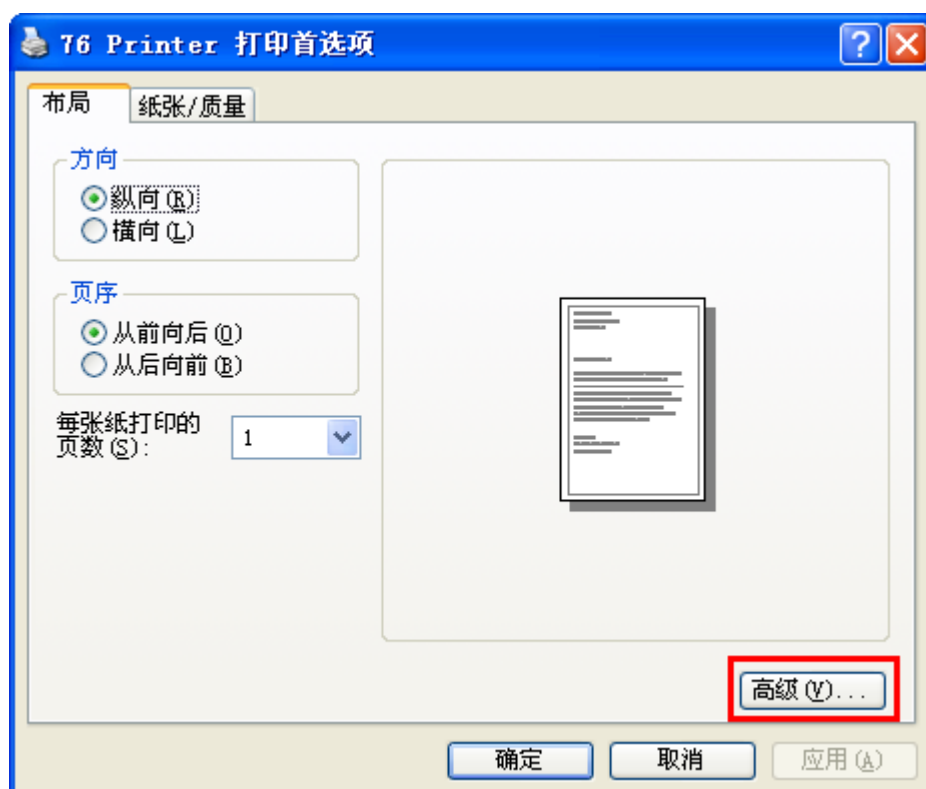 76 Printer 打印首选项
布局
纸张/质量
方向
纵向(R)
横向(L)
页序
从前向后(O)
从后向前(B)
每张纸打印的
页数(S):
1
高级(V)...
确定
取消
应用(A)